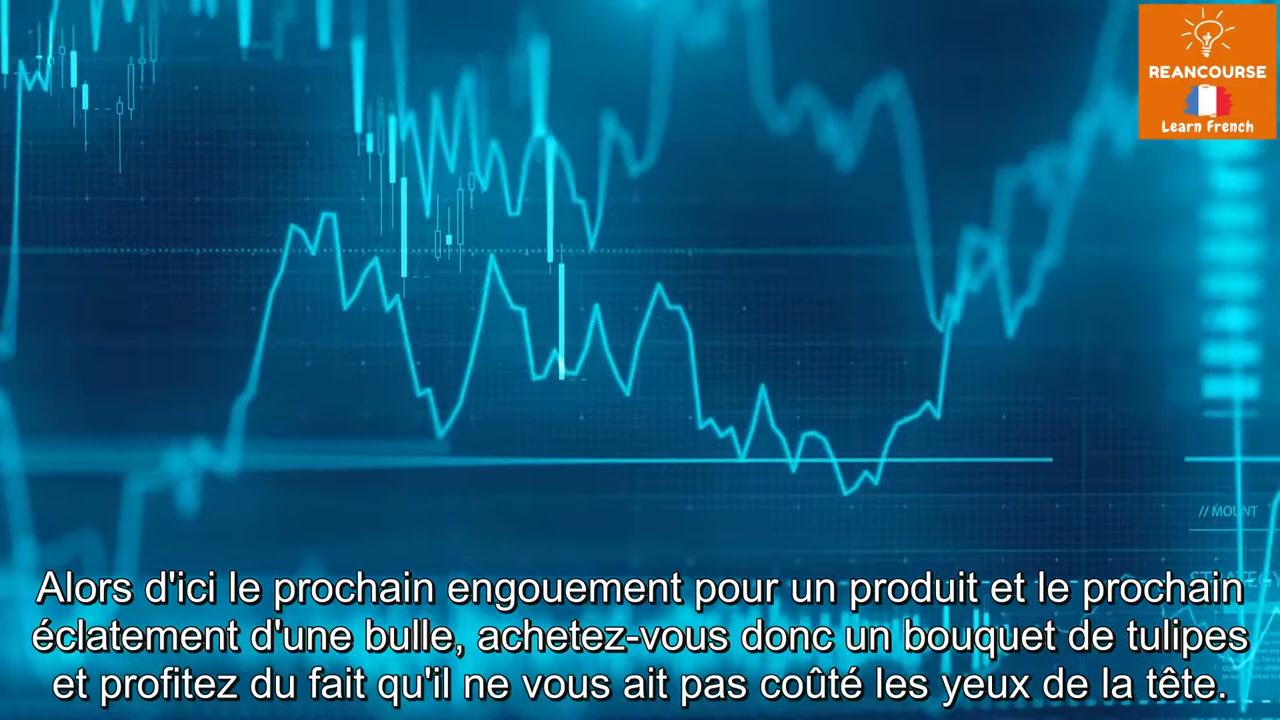 REANCOURSE
Learn French
// MOUNT
STRATEGY
Alors d'ici le prochain engouement pour un produit et le prochain
éclatement d'une bulle, achetez-vous donc un bouquet de tulipes
et profitez du fait qu'il ne vous ait pas coûté les yeux de la tête.